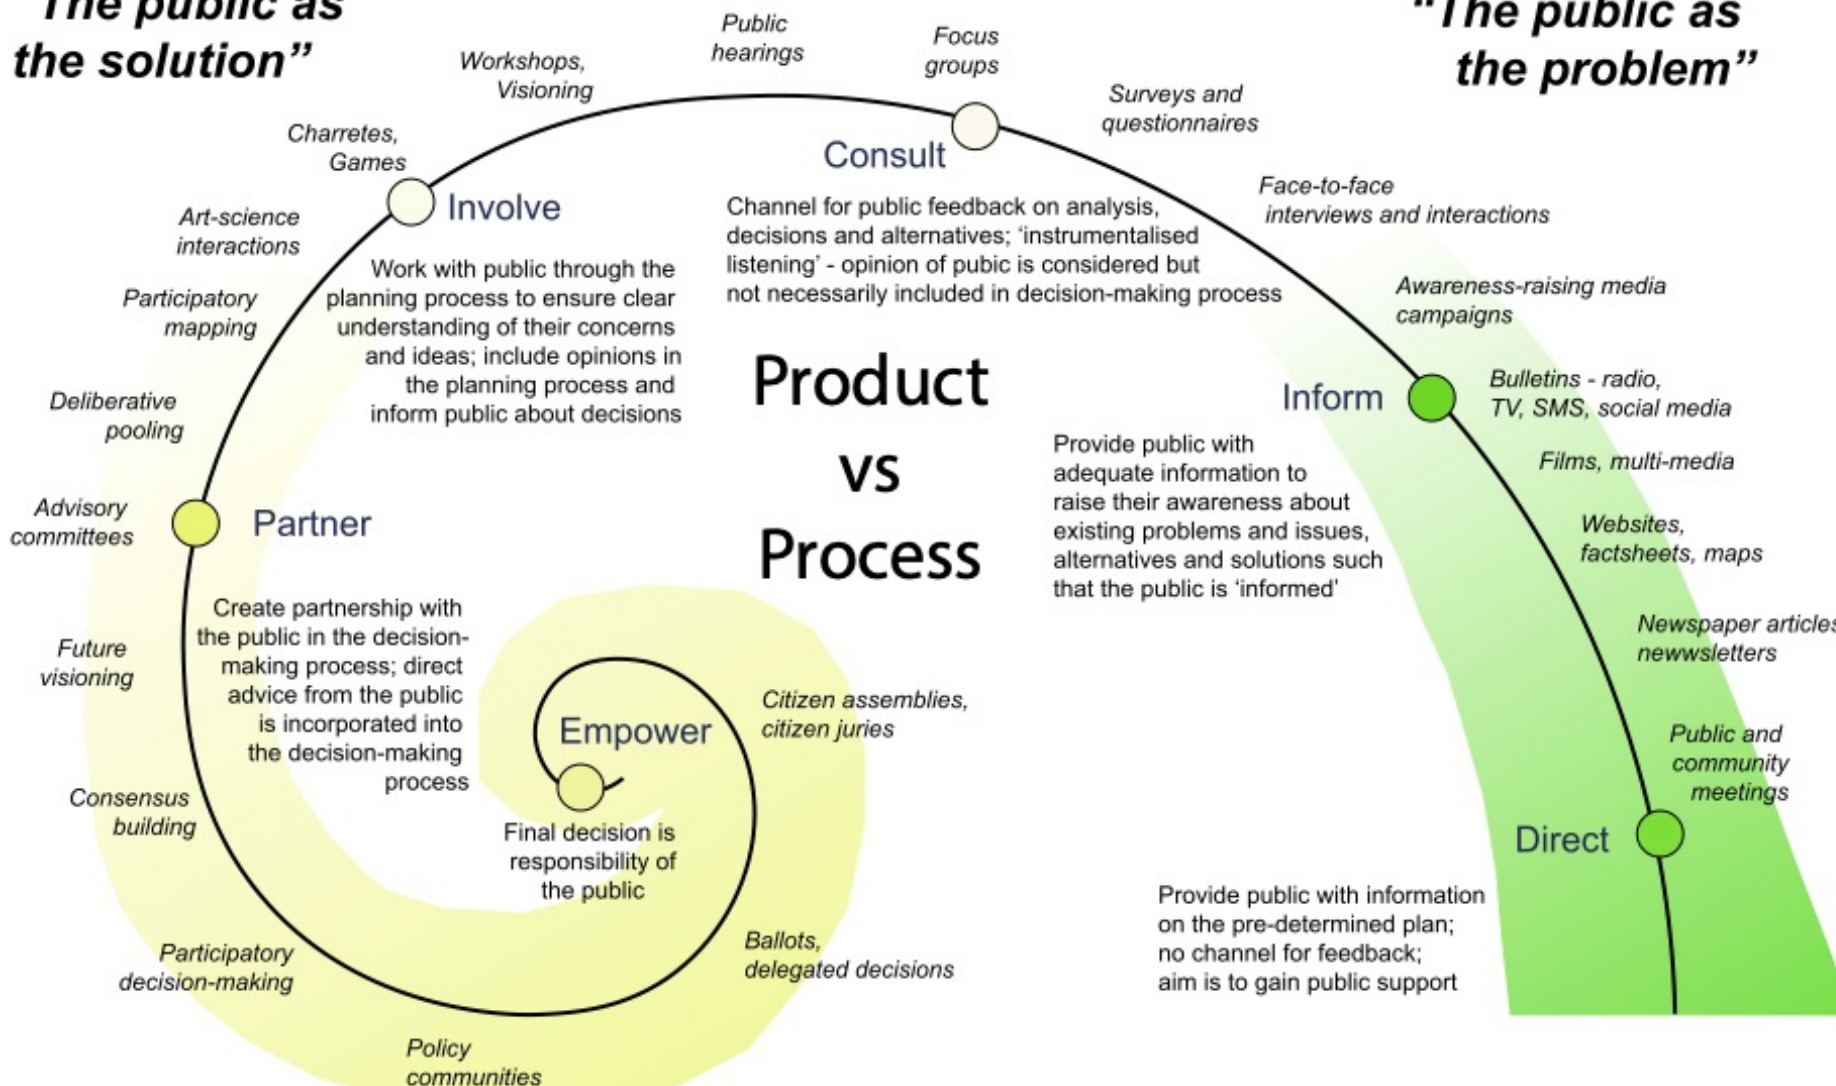 "The public as
the solution”
“The public as
the problem”
Public
hearings
Focus
groups
Workshops,
Visioning
Surveys and
questionnaires
Charretes,
Games
Consult
Face-to-face
interviews and interactions
Involve
Art-science
interactions
Channel for public feedback on analysis,
decisions and alternatives; ‘instrumentalised
listening’ - opinion of pubic is considered but
not necessarily included in decision-making process
Work with public through the
planning process to ensure clear
understanding of their concerns
and ideas; include opinions in
the planning process and
inform public about decisions
Awareness-raising media
campaigns
Participatory
mapping
Product
vs
Process
Inform
Bulletins - radio,
TV, SMS, social media
Deliberative
pooling
Provide public with
adequate information to
raise their awareness about
existing problems and issues,
alternatives and solutions such
that the public is ‘informed’
Films, multi-media
Advisory
committees
Partner
Websites,
factsheets, maps
Create partnership with
the public in the decision-
making process; direct
advice from the public
is incorporated into
the decision-making
process
Newspaper articles
newwsletters
Future
visioning
Empower
Citizen assemblies,
citizen juries
Public and
community
meetings
Consensus
building
Final decision is
responsibility of
the public
Direct
Provide public with information
on the pre-determined plan;
no channel for feedback;
aim is to gain public support
Participatory
decision-making
Ballots,
delegated decisions
Policy
communities